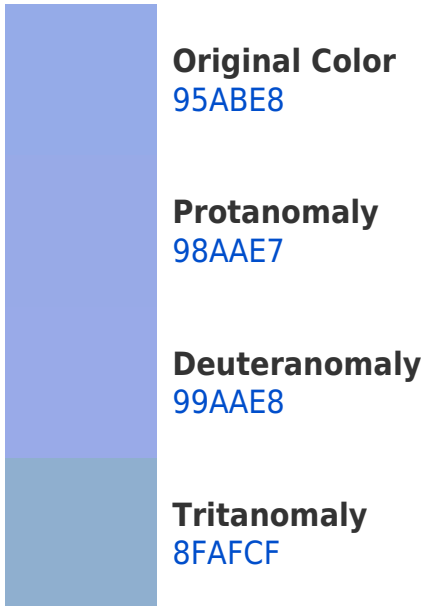 Original Color
95ABE8
Protanomaly
98AAE7
Deuteranomaly
99AAE8
Tritanomaly
8FAFCF